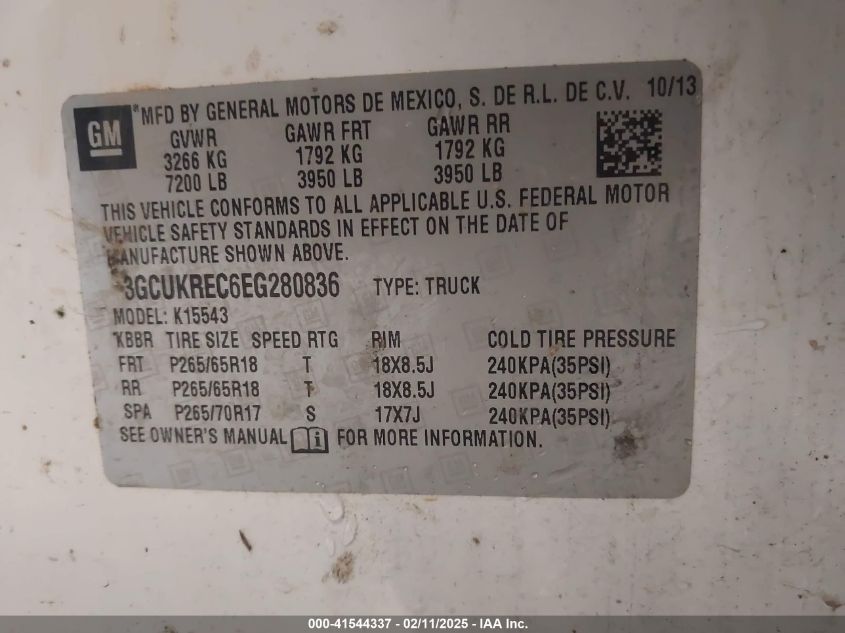 GM
*MFD BY GENERAL MOTORS DE MEXICO, S. DE R.L. DE C.V. 10/13
GVWR GAWR FRT GAWR RR
3266 KG 1792 KG 1792 KG
7200 LB 3950 LB 3950 LB
THIS VEHICLE CONFORMS TO ALL APPLICABLE U.S. FEDERAL MOTOR
VEHICLE SAFETY STANDARDS IN EFFECT ON THE DATE OF
MANUFACTURE SHOWN ABOVE.
3GCUKREC6EG280836 TYPE: TRUCK
MODEL: K15543
KBBR TIRE SIZE SPEED RTG RIM COLD TIRE PRESSURE
FRT P265/65R18 T 18X8.5J 240KPA(35PSI)
RR P265/65R18 T 18X8.5J 240KPA(35PSI)
SPA P265/70R17 S 17X7J 240KPA(35PSI)
SEE OWNER'S MANUAL FOR MORE INFORMATION.
000-41544337 - 02/11/2025 - IAA Inc.